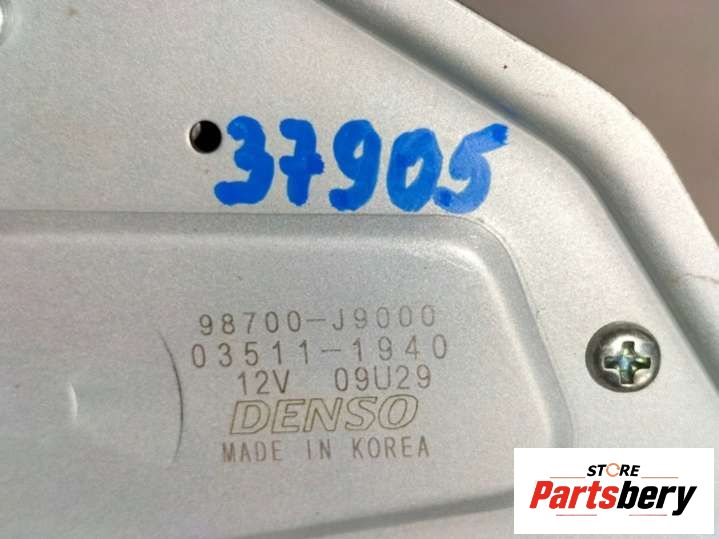 37905
98700-J9000
03511-1940
12V 09U29
DENSO
MADE IN KOREA
STORE
Partsbery